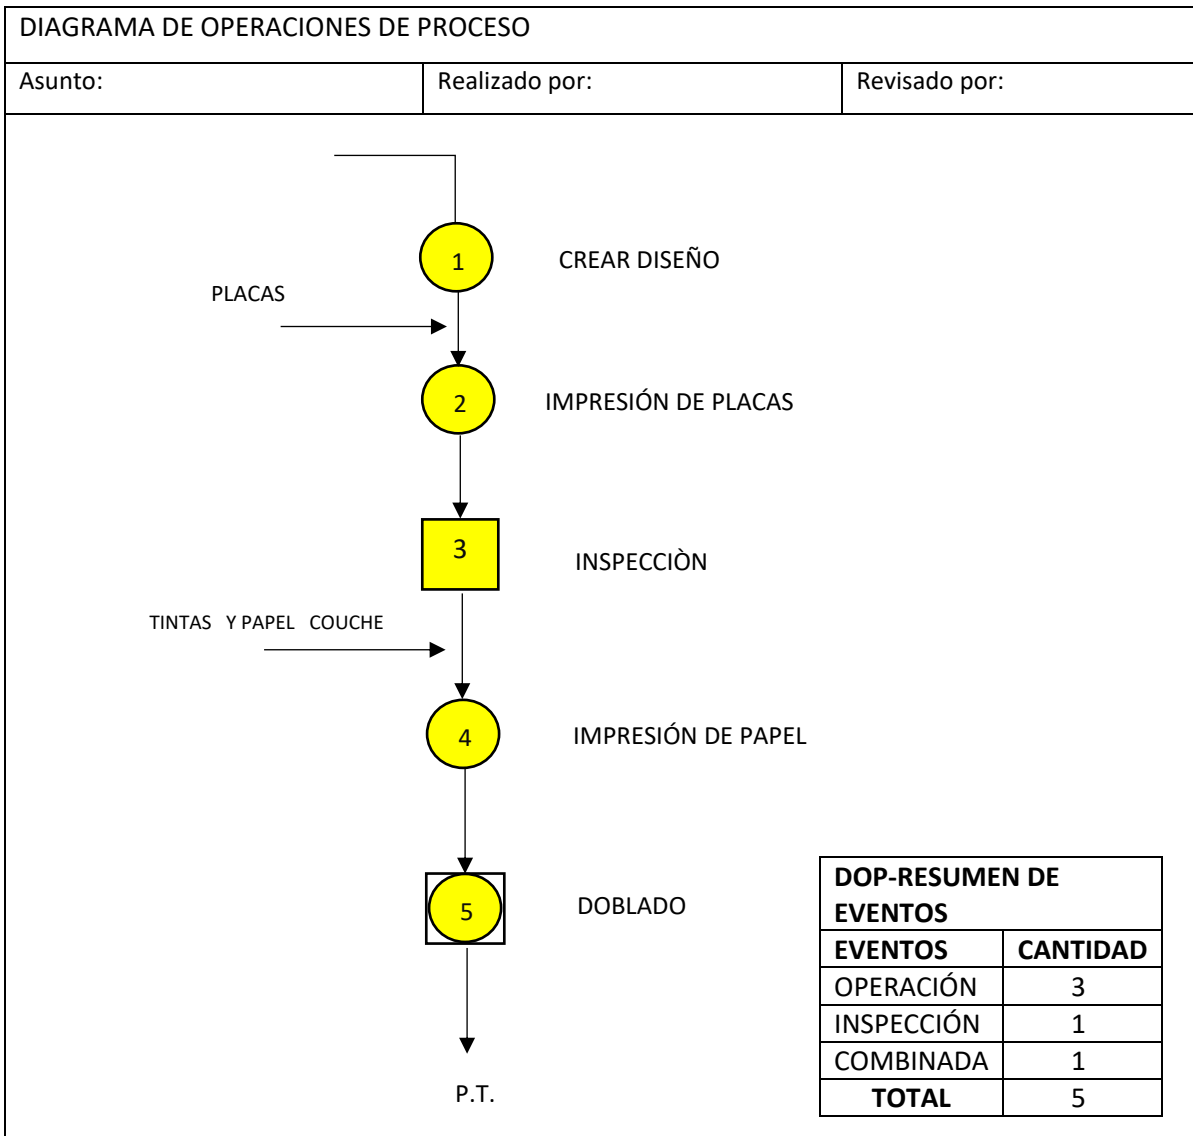 DIAGRAMA DE OPERACIONES DE PROCESO
Asunto:
Realizado por:
Revisado por:
1
CREAR DISEÑO
PLACAS
2
IMPRESIÓN DE PLACAS
3
INSPECCIÒN
TINTAS Y PAPEL COUCHE
4
IMPRESIÓN DE PAPEL
5
DOBLADO
P.T.
DOP-RESUMEN DE
EVENTOS
EVENTOS CANTIDAD
OPERACIÓN 3
INSPECCIÓN 1
COMBINADA 1
TOTAL 5